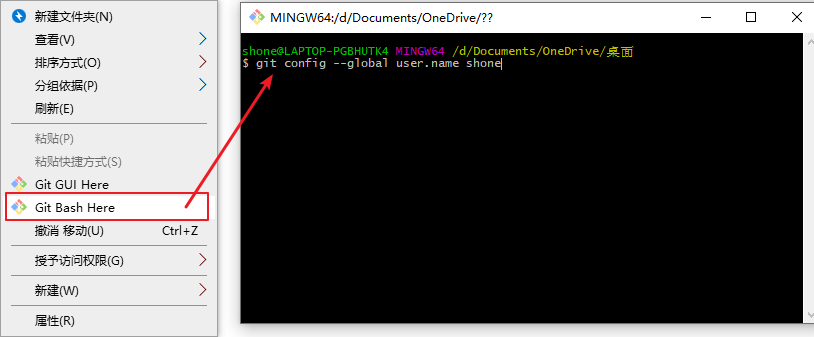 新建文件夹(N)
查看(V)
排序方式(O)
分组依据(P)
刷新(E)
粘贴(P)
粘贴快捷方式(S)
Git GUI Here
Git Bash Here
撤消 移动(U) Ctrl+Z
授予访问权限(G)
新建(W)
属性(R)
MINGW64:/d/Documents/OneDrive/??
shone@LAPTOP-PGBHUTK4 MINGW64 /d/Documents/OneDrive/桌面
$ git config --global user.name shone